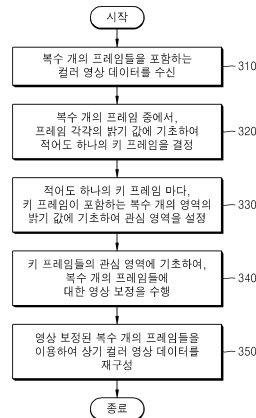 시작
복수 개의 프레임들을 포함하는
컬러 영상 데이터를 수신
310
복수 개의 프레임 중에서,
프레임 각각의 밝기 값에 기초하여
적어도 하나의 키 프레임을 결정
320
적어도 하나의 키 프레임 마다,
키 프레임이 포함하는 복수 개의 영역의
밝기 값에 기초하여 관심 영역을 설정
330
키 프레임들의 관심 영역에 기초하여,
복수 개의 프레임들에
대한 영상 보정을 수행
340
영상 보정된 복수 개의 프레임들을
이용하여 상기 컬러 영상 데이터를
재구성
350
종료